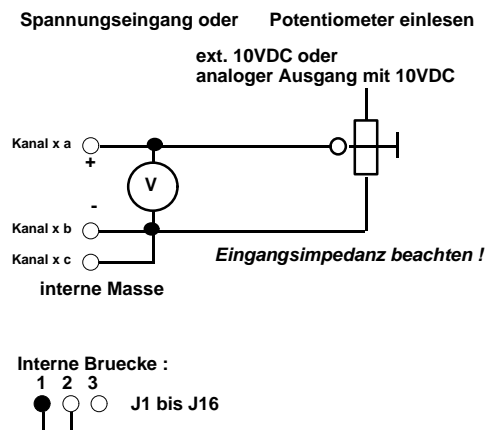 Spannungseingang oder Potentiometer einlesen
ext. 10VDC oder
analoger Ausgang mit 10VDC
Kanal x a
+
V
-
Kanal x b
Kanal x c
Eingangsimpedanz beachten !
interne Masse
Interne Bruecke :
1 2 3
J1 bis J16